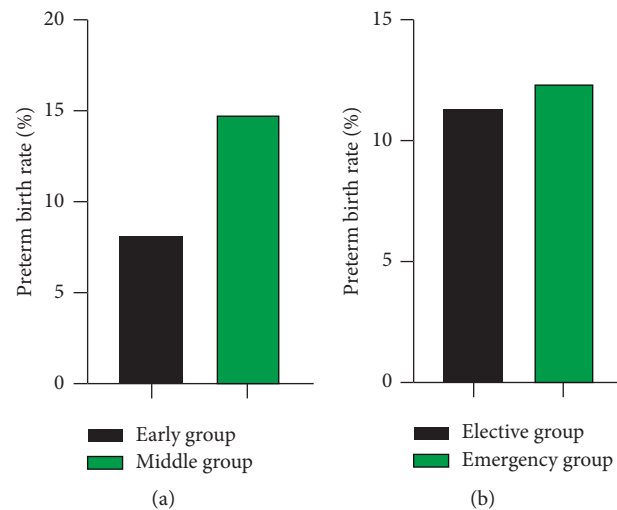 20
15
10
5
0
Preterm birth rate (%)
Early group
Middle group
(a)
15
10
5
0
Preterm birth rate (%)
Elective group
Emergency group
(b)